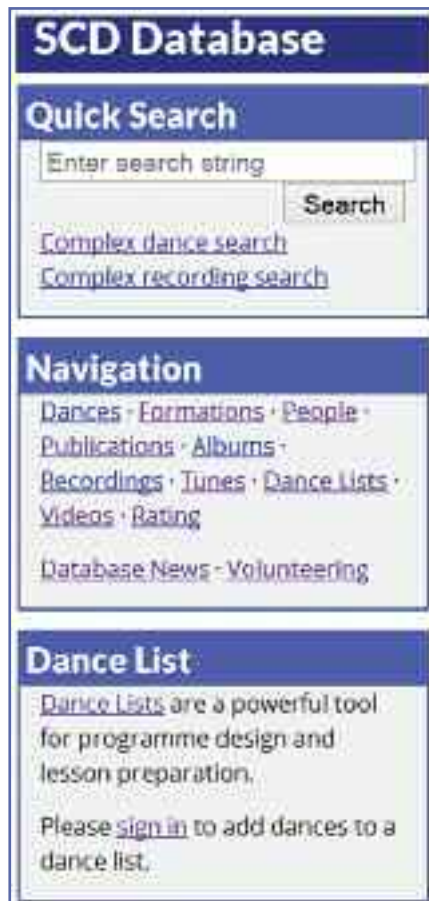 SCD Database
Quick Search
Enter search string
Search
Complex dance search
Complex recording search
Navigation
Dances · Formations · People ·
Publications · Albums ·
Recordings · Tunes · Dance Lists ·
Videos · Rating
Database News · Volunteering
Dance List
Dance Lists are a powerful tool
for programme design and
lesson preparation.
Please sign in to add dances to a
dance list.